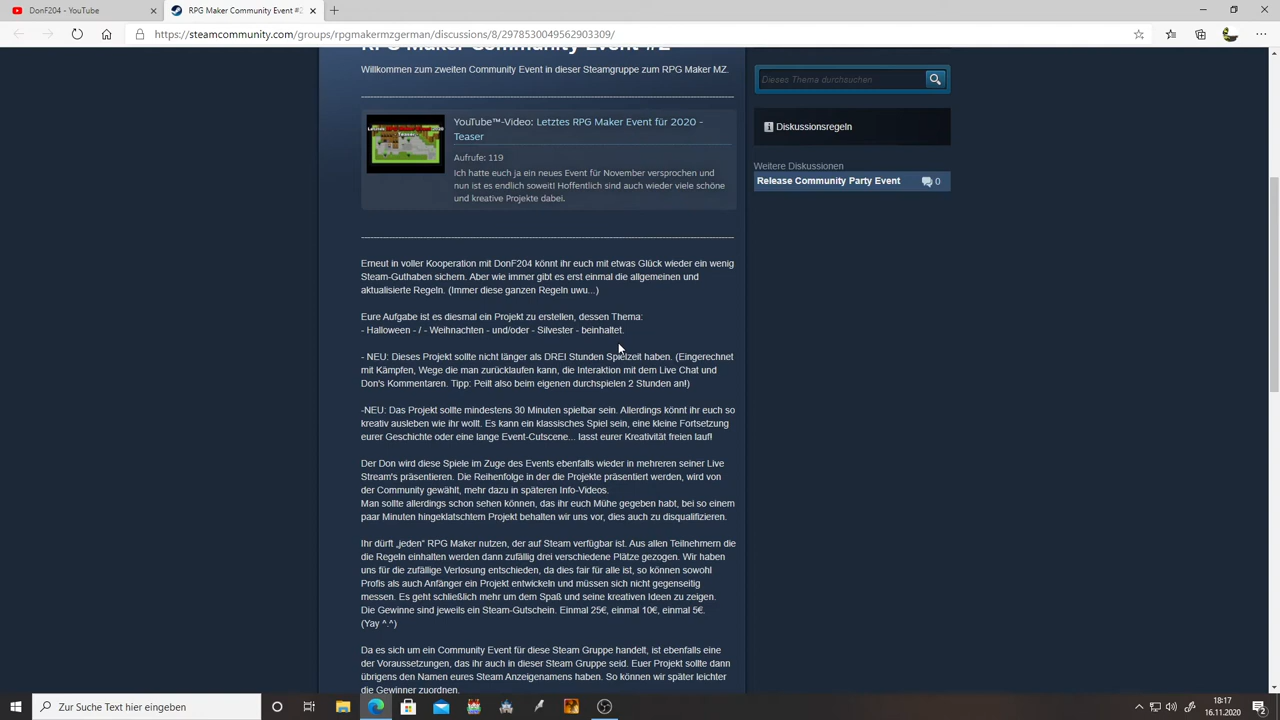 DonF204 - YouTube
RPG Maker Community Event #2
https://steamcommunity.com/groups/rpgmakermzgerman/discussions/8/2978530049562903309/
RPG Maker Community Event #2
Willkommen zum zweiten Community Event in dieser Steamgruppe zum RPG Maker MZ.
YouTube™-Video: Letztes RPG Maker Event für 2020 -
Teaser
Aufrufe: 119
Ich hatte euch ja ein neues Event für November versprochen und
nun ist es endlich soweit! Hoffentlich sind auch wieder viele schöne
und kreative Projekte dabei.
Erneut in voller Kooperation mit DonF204 könnt ihr euch mit etwas Glück wieder ein wenig
Steam-Guthaben sichern. Aber wie immer gibt es erst einmal die allgemeinen und
aktualisierte Regeln. (Immer diese ganzen Regeln uwu...)
Eure Aufgabe ist es diesmal ein Projekt zu erstellen, dessen Thema:
- Halloween - / - Weihnachten - und/oder - Silvester - beinhaltet.
- NEU: Dieses Projekt sollte nicht länger als DREI Stunden Spielzeit haben. (Eingerechnet
mit Kämpfen, Wege die man zurücklaufen kann, die Interaktion mit dem Live Chat und
Don's Kommentaren. Tipp: Peilt also beim eigenen durchspielen 2 Stunden an!)
-NEU: Das Projekt sollte mindestens 30 Minuten spielbar sein. Allerdings könnt ihr euch so
kreativ ausleben wie ihr wollt. Es kann ein klassisches Spiel sein, eine kleine Fortsetzung
eurer Geschichte oder eine lange Event-Cutscene... lasst eurer Kreativität freien lauf!
Der Don wird diese Spiele im Zuge des Events ebenfalls wieder in mehreren seiner Live
Stream's präsentieren. Die Reihenfolge in der die Projekte präsentiert werden, wird von
der Community gewählt, mehr dazu in späteren Info-Videos.
Man sollte allerdings schon sehen können, das ihr euch Mühe gegeben habt, bei so einem
paar Minuten hingeklatschtem Projekt behalten wir uns vor, dies auch zu disqualifizieren.
Ihr dürft „jeden“ RPG Maker nutzen, der auf Steam verfügbar ist. Aus allen Teilnehmern die
die Regeln einhalten werden dann zufällig drei verschiedene Plätze gezogen. Wir haben
uns für die zufällige Verlosung entschieden, da dies fair für alle ist, so können sowohl
Profis als auch Anfänger ein Projekt entwickeln und müssen sich nicht gegenseitig
messen. Es geht schließlich mehr um dem Spaß und seine kreativen Ideen zu zeigen.
Die Gewinne sind jeweils ein Steam-Gutschein. Einmal 25€, einmal 10€, einmal 5€.
(Yay ^.^)
Da es sich um ein Community Event für diese Steam Gruppe handelt, ist ebenfalls eine
der Voraussetzungen, das ihr auch in dieser Steam Gruppe seid. Euer Projekt sollte dann
übrigens den Namen eures Steam Anzeigenamens haben. So können wir später leichter
die Gewinner zuordnen.
Dieses Thema durchsuchen
Diskussionsregeln
Weitere Diskussionen
Release Community Party Event 0
Zur Suche Text hier eingeben
18:17
16.11.2020
2